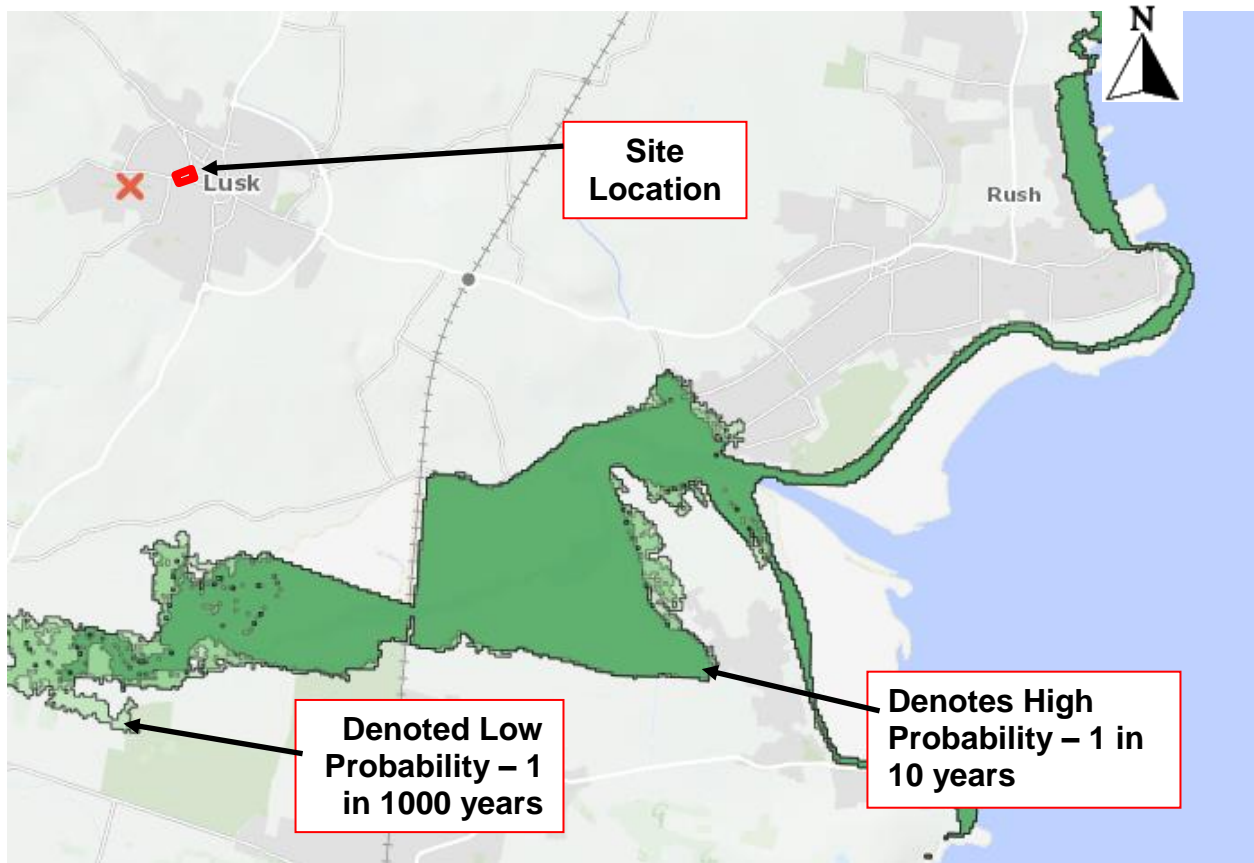 N
Site
Location
Lusk
Rush
Denoted Low
Probability – 1
in 1000 years
Denotes High
Probability – 1 in
10 years